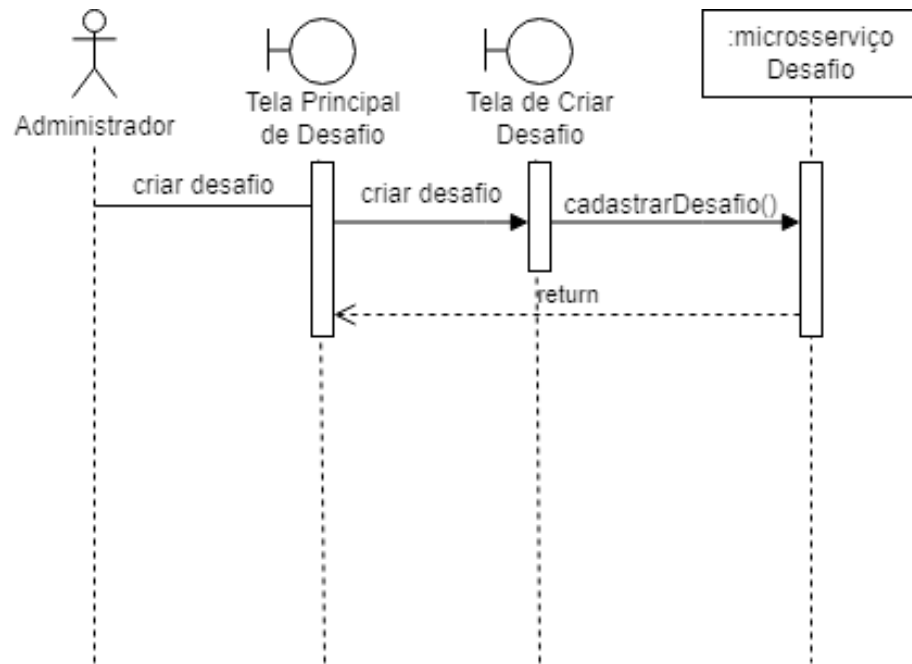 :microsserviço
Desafio
Administrador
Tela Principal
de Desafio
Tela de Criar
Desafio
criar desafio
criar desafio
cadastrarDesafio()
return